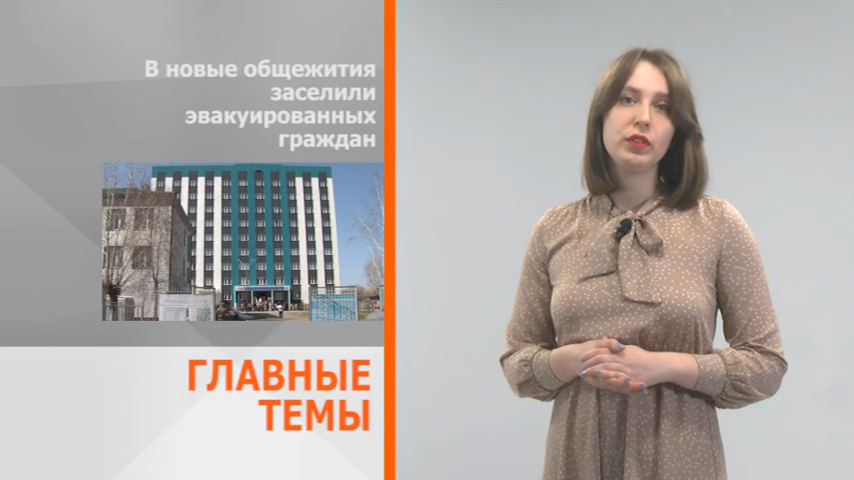 В новые общежития
заселили
эвакуированных
граждан
ГЛАВНЫЕ
ТЕМЫ